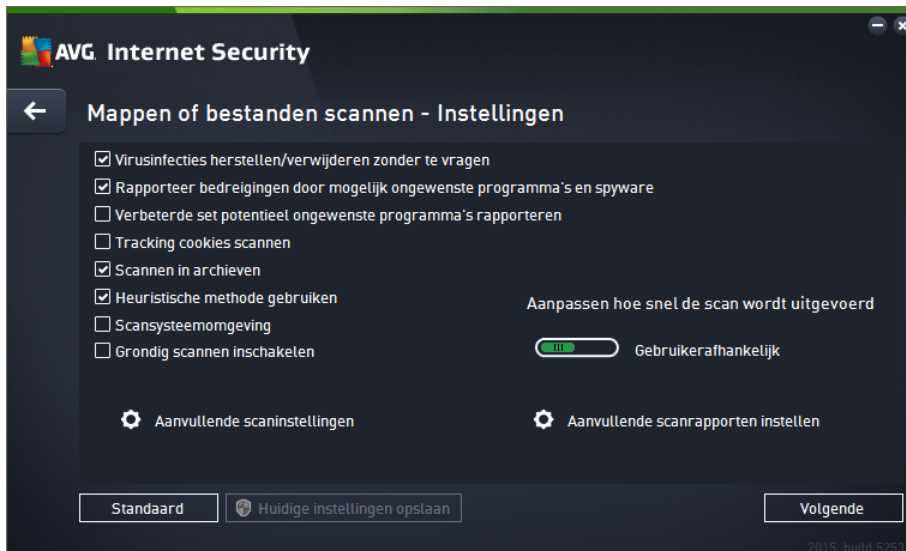 AVG. Internet Security
Mappen of bestanden scannen - Instellingen
Virusinfecties herstellen/verwijderen zonder te vragen
Rapporteer bedreigingen door mogelijk ongewenste programma's en spyware
Verbeterde set potentieel ongewenste programma's rapporteren
Tracking cookies scannen
Scannen in archieven
Heuristische methode gebruiken
Scansysteemomgeving
Grondig scannen inschakelen
Aanpassen hoe snel de scan wordt uitgevoerd
Gebruikerafhankelijk
Aanvullende scaninstellingen
Aanvullende scanrapporten instellen
Standaard
Huidige instellingen opslaan
Volgende
2015, build 5253